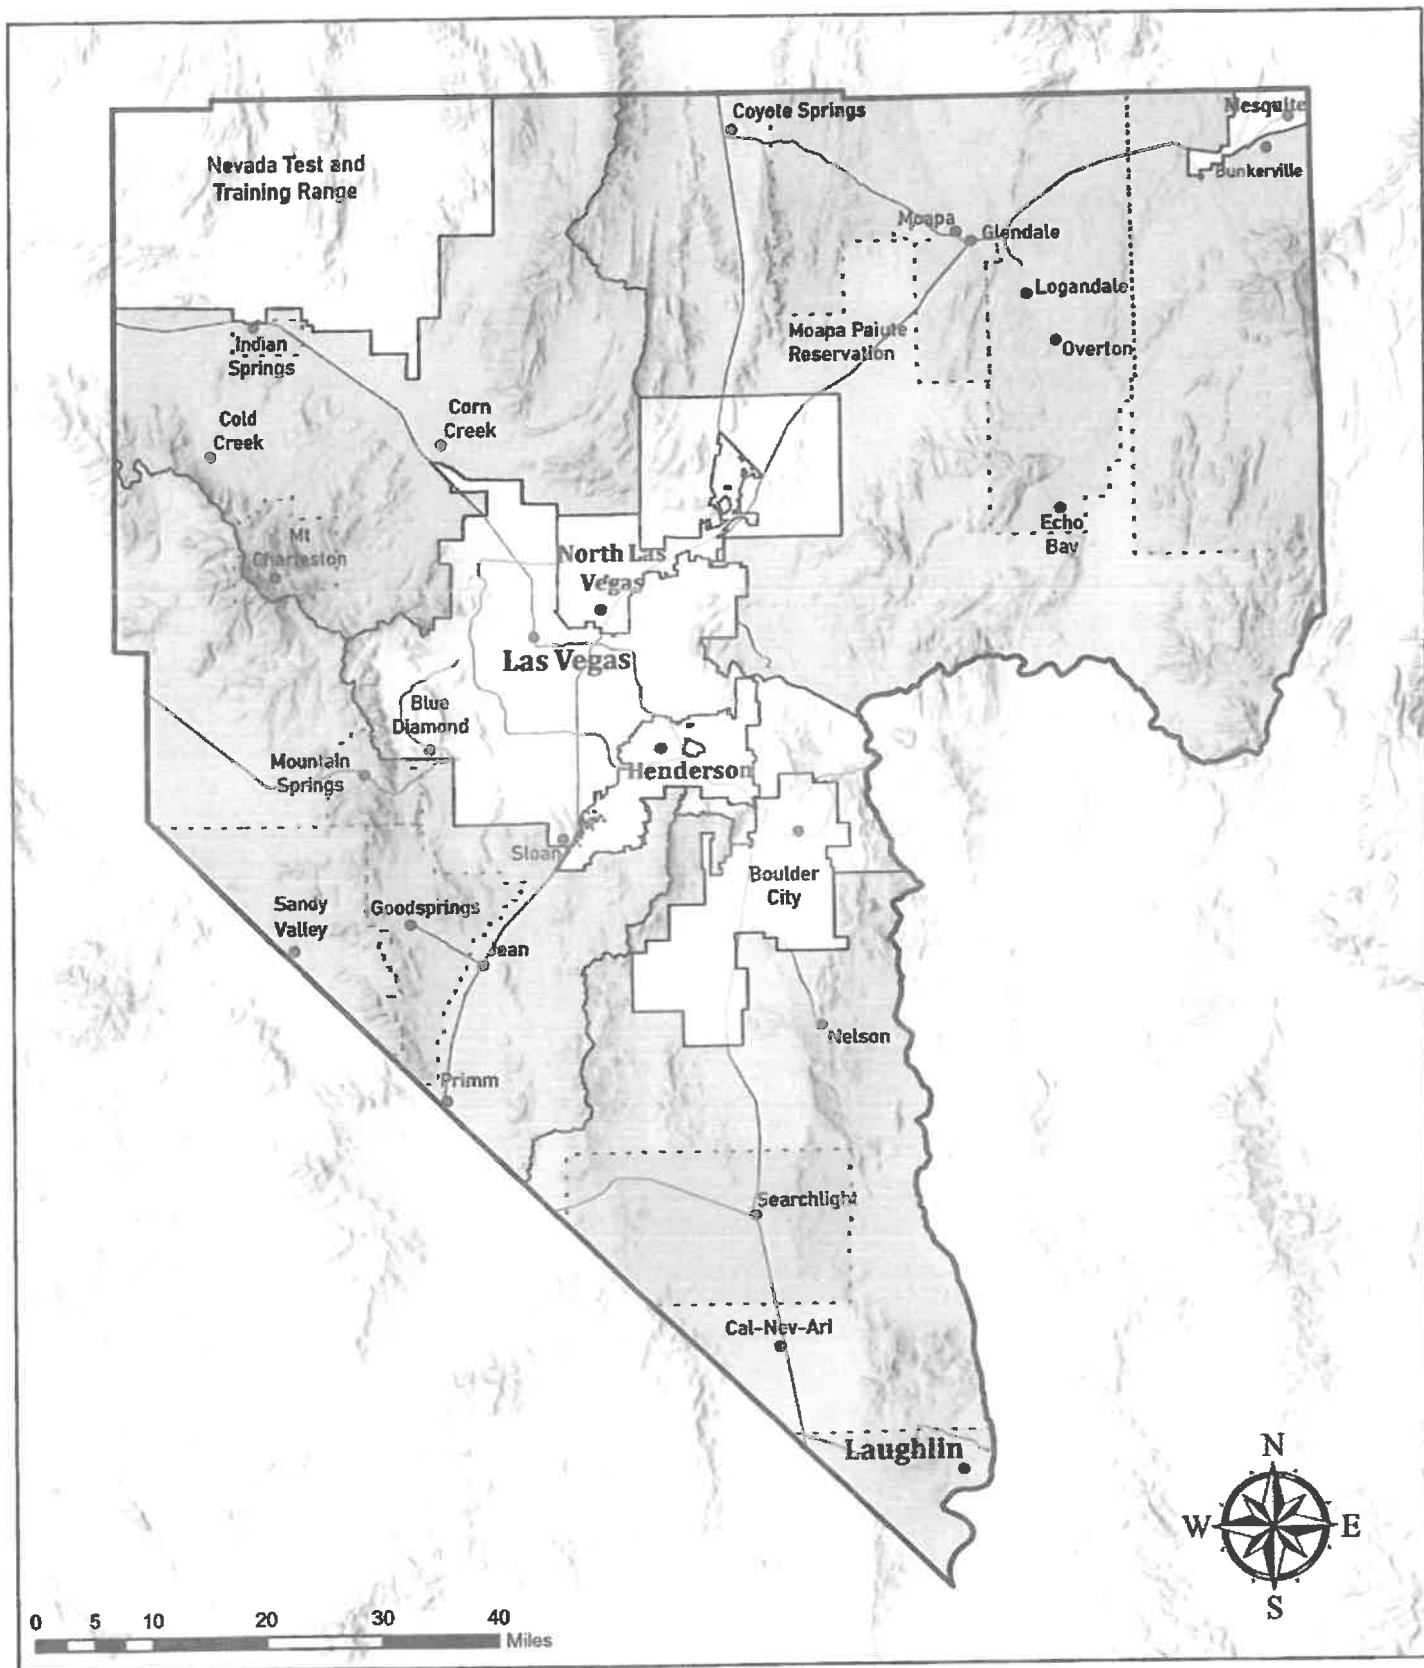 Coyote Springs
Mesquite
Nevada Test and
Training Range
Bunkerville
Moapa
Glendale
Logandale
Moapa Paiute
Reservation
Overton
Indian
Springs
Cold
Creek
Corn
Creek
Echo
Bay
Mt
Charleston
North Las
Vegas
Las Vegas
Blue
Diamond
Mountain
Springs
Henderson
Sloan
Boulder
City
Sandy
Valley
Goodsprings
Jean
Nelson
Primm
Searchlight
Cal-Nev-Ari
Laughlin
N
W E
S
0 5 10 20 30 40
Miles